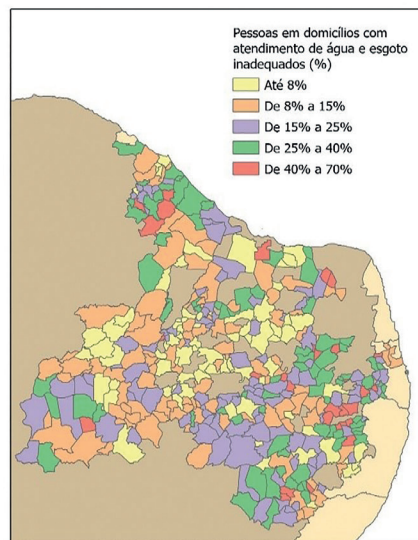 Pessoas em domicílios com
atendimento de água e esgoto
inadequados (%)
Até 8%
De 8% a 15%
De 15% a 25%
De 25% a 40%
De 40% a 70%